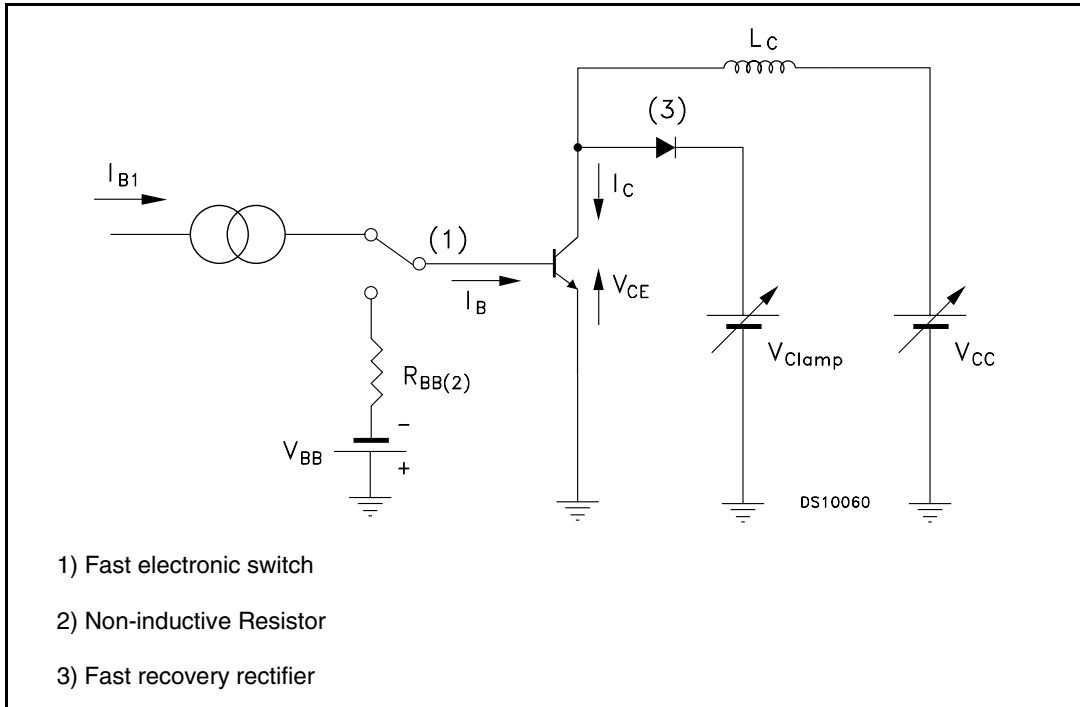 L C
(3)
I B1
I C
(1)
I B
V CE
V Clamp
V CC
R BB(2)
−
V BB
+
DS10060
1) Fast electronic switch
2) Non-inductive Resistor
3) Fast recovery rectifier